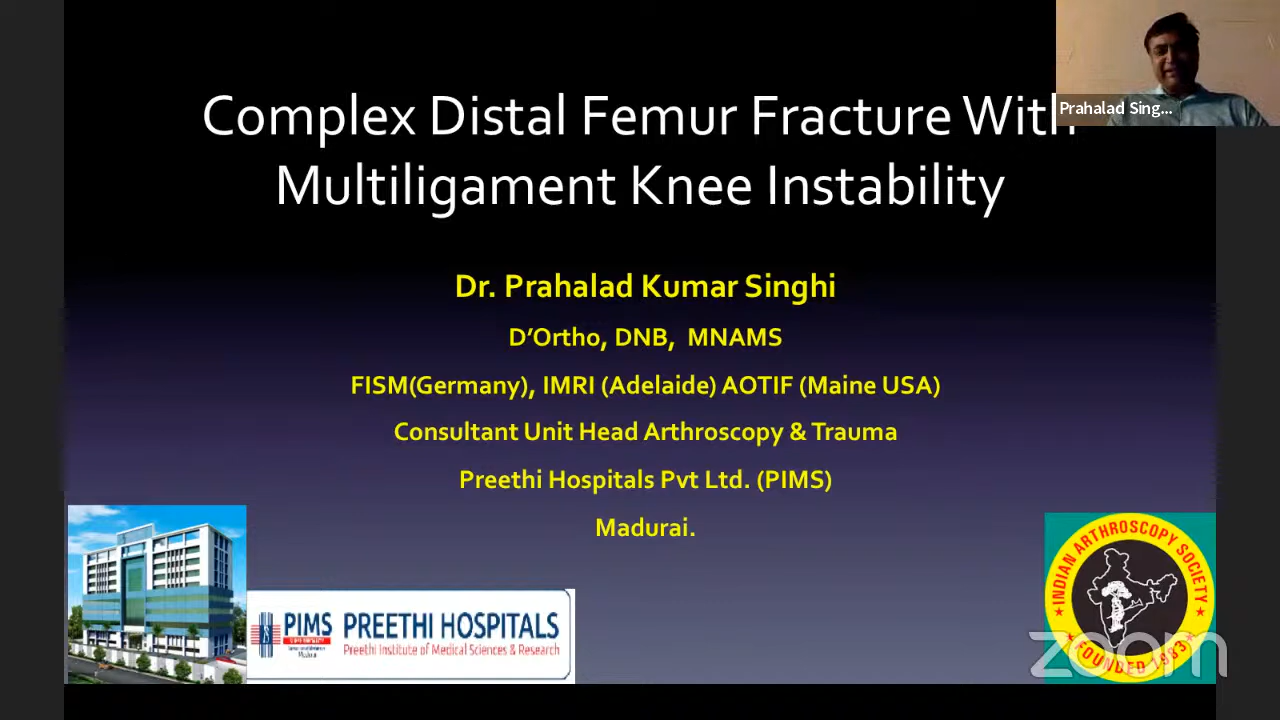 Complex Distal Femur Fracture With
Multiligament Knee Instability
Prahalad Sing...
Dr. Prahalad Kumar Singhi
D'Ortho, DNB, MNAMS
FISM(Germany), IMRI (Adelaide) AOTIF (Maine USA)
Consultant Unit Head Arthroscopy & Trauma
Preethi Hospitals Pvt Ltd. (PIMS)
Madurai.
PIMS
PREETHI HOSPITALS
Preethi Institute of Medical Sciences & Research
Madurai
INDIAN ARTHROSCOPY SOCIETY
FOUNDED 1983
zoom